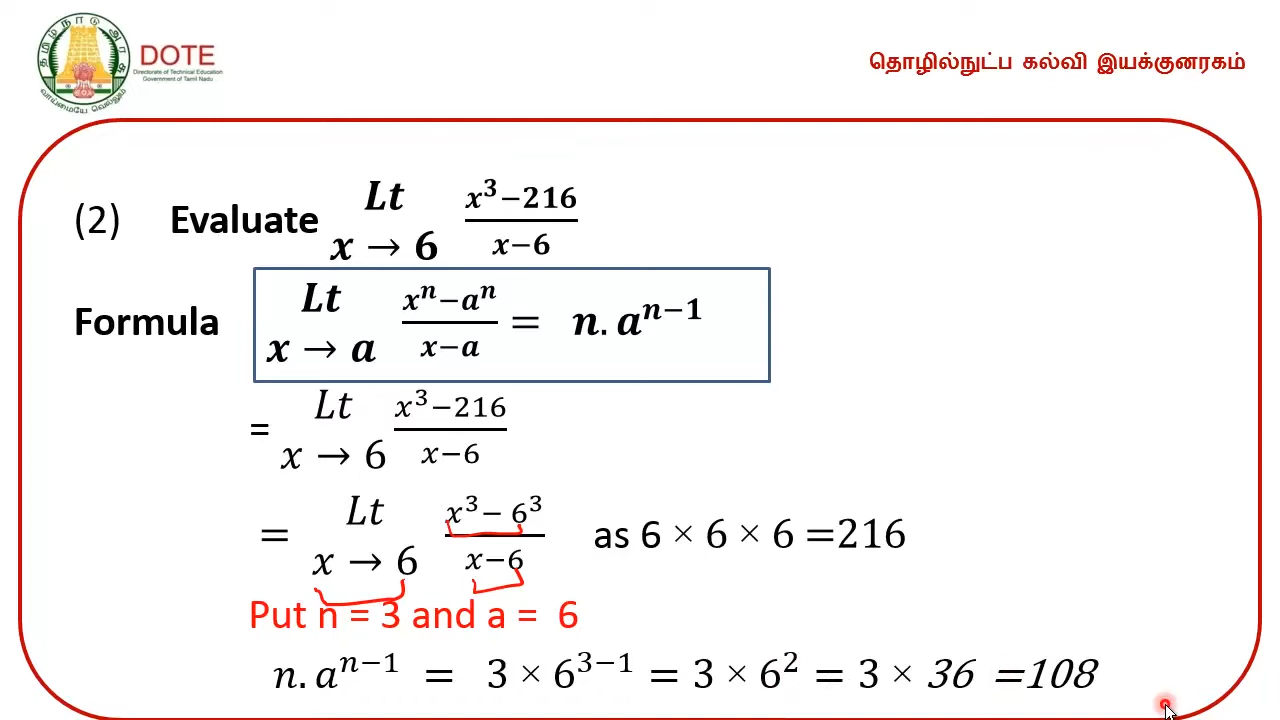 தமிழ்நாடு அரசு
வாய்மையே வெல்லும்
DOTE
Directorate of Technical Education
Government of Tamil Nadu
தொழில்நுட்ப கல்வி இயக்குனரகம்
(2) Evaluate Lt x → 6 (x³−216)/(x−6)
Formula Lt x → a (xⁿ−aⁿ)/(x−a) = n.aⁿ⁻¹
= Lt x → 6 (x³−216)/(x−6)
= Lt x → 6 (x³− 6³)/(x−6) as 6 × 6 × 6 =216
Put n = 3 and a = 6
n.aⁿ⁻¹ = 3 × 6³⁻¹ = 3 × 6² = 3 × 36 =108